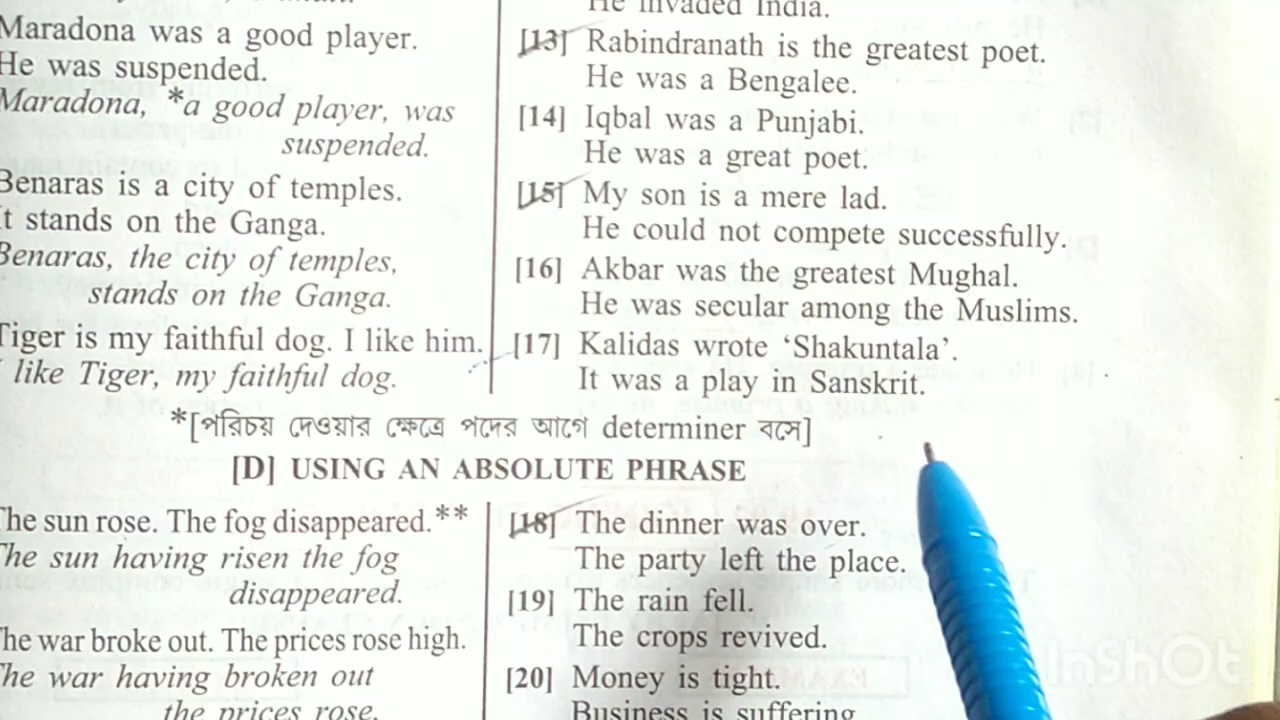 Maradona was a good player.
He was suspended.
Maradona, *a good player, was
suspended.
Benaras is a city of temples.
It stands on the Ganga.
Benaras, the city of temples,
stands on the Ganga.
Tiger is my faithful dog. I like him.
I like Tiger, my faithful dog.
He invaded India.
[13] Rabindranath is the greatest poet.
He was a Bengalee.
[14] Iqbal was a Punjabi.
He was a great poet.
[15] My son is a mere lad.
He could not compete successfully.
[16] Akbar was the greatest Mughal.
He was secular among the Muslims.
[17] Kalidas wrote ‘Shakuntala’.
It was a play in Sanskrit.
*[পরিচয় দেওয়ার ক্ষেত্রে পদের আগে determiner বসে]
[D] USING AN ABSOLUTE PHRASE
The sun rose. The fog disappeared.**
The sun having risen the fog
disappeared.
The war broke out. The prices rose high.
The war having broken out
the prices rose.
[18] The dinner was over.
The party left the place.
[19] The rain fell.
The crops revived.
[20] Money is tight.
Business is suffering
InShOt